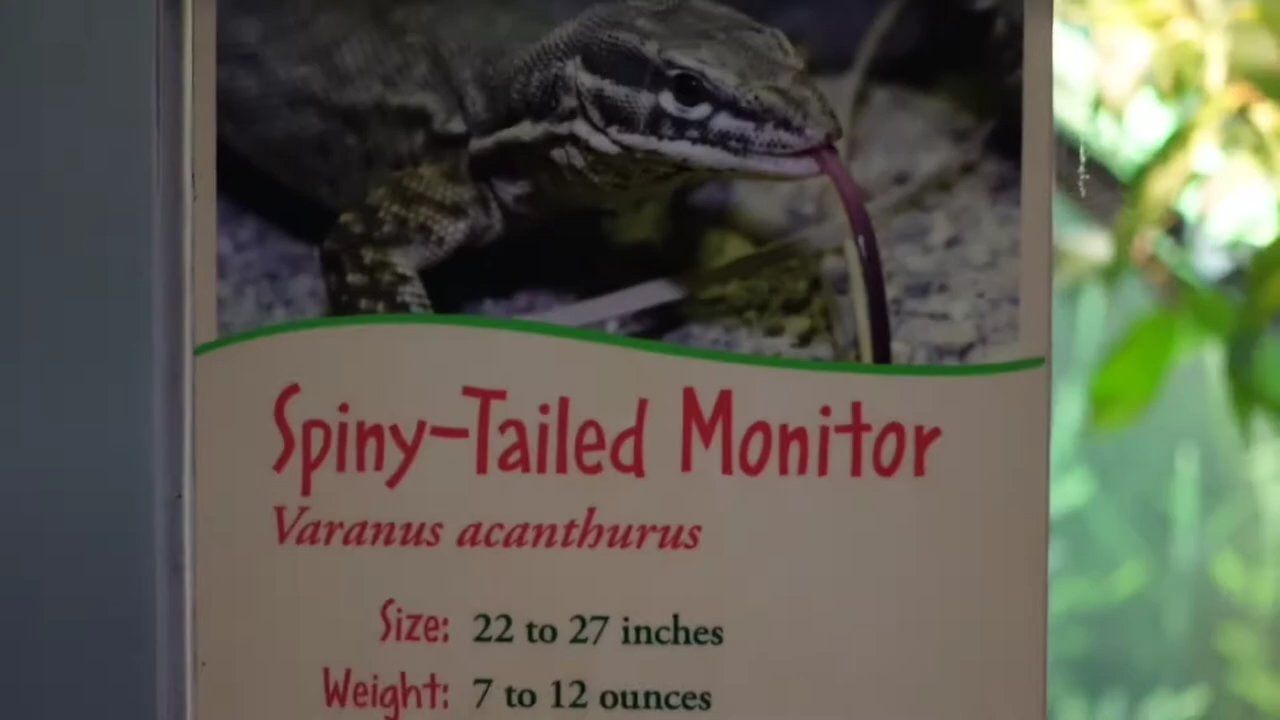 Spiny-Tailed Monitor
Varanus acanthurus
Size: 22 to 27 inches
Weight: 7 to 12 ounces